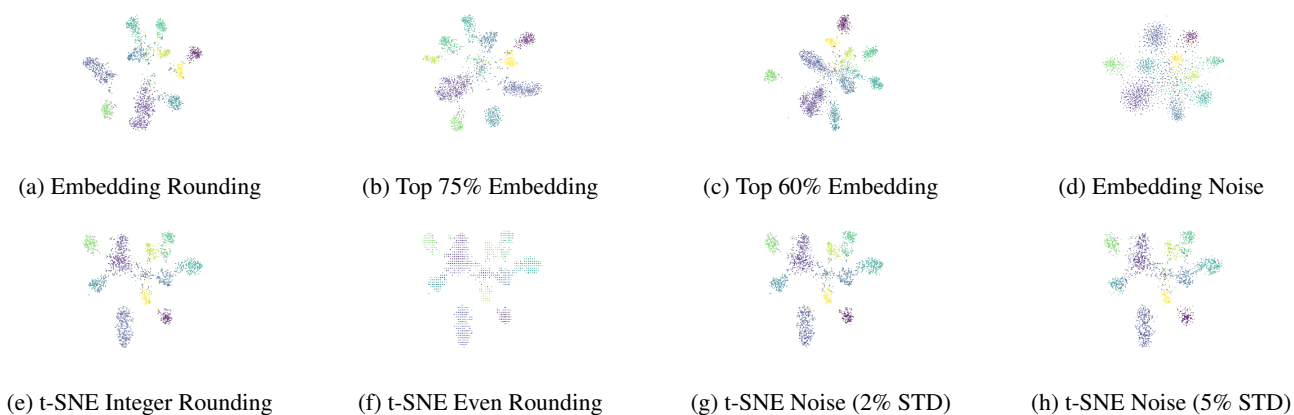 (a) Embedding Rounding
(b) Top 75% Embedding
(c) Top 60% Embedding
(d) Embedding Noise
(e) t-SNE Integer Rounding
(f) t-SNE Even Rounding
(g) t-SNE Noise (2% STD)
(h) t-SNE Noise (5% STD)